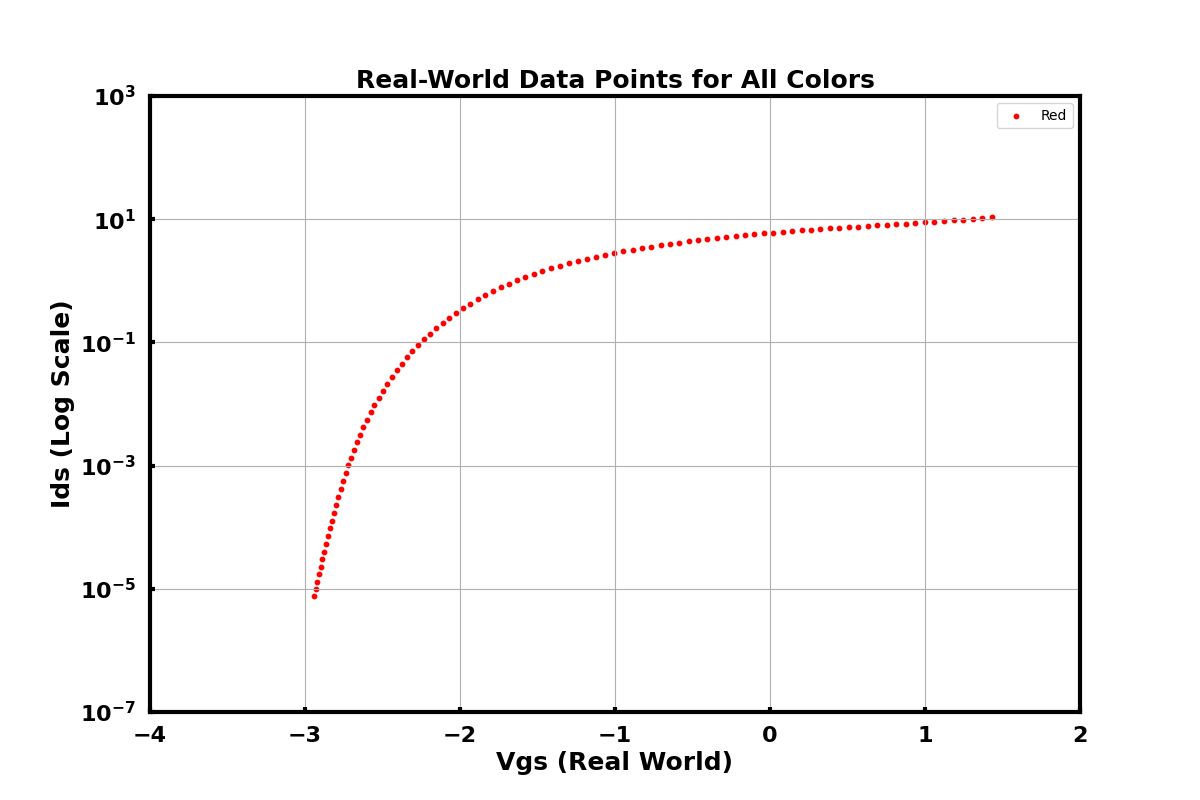 Real-World Data Points for All Colors
Red
Ids (Log Scale)
10³
10¹
10⁻¹
10⁻³
10⁻⁵
10⁻⁷
−4 −3 −2 −1 0 1 2
Vgs (Real World)